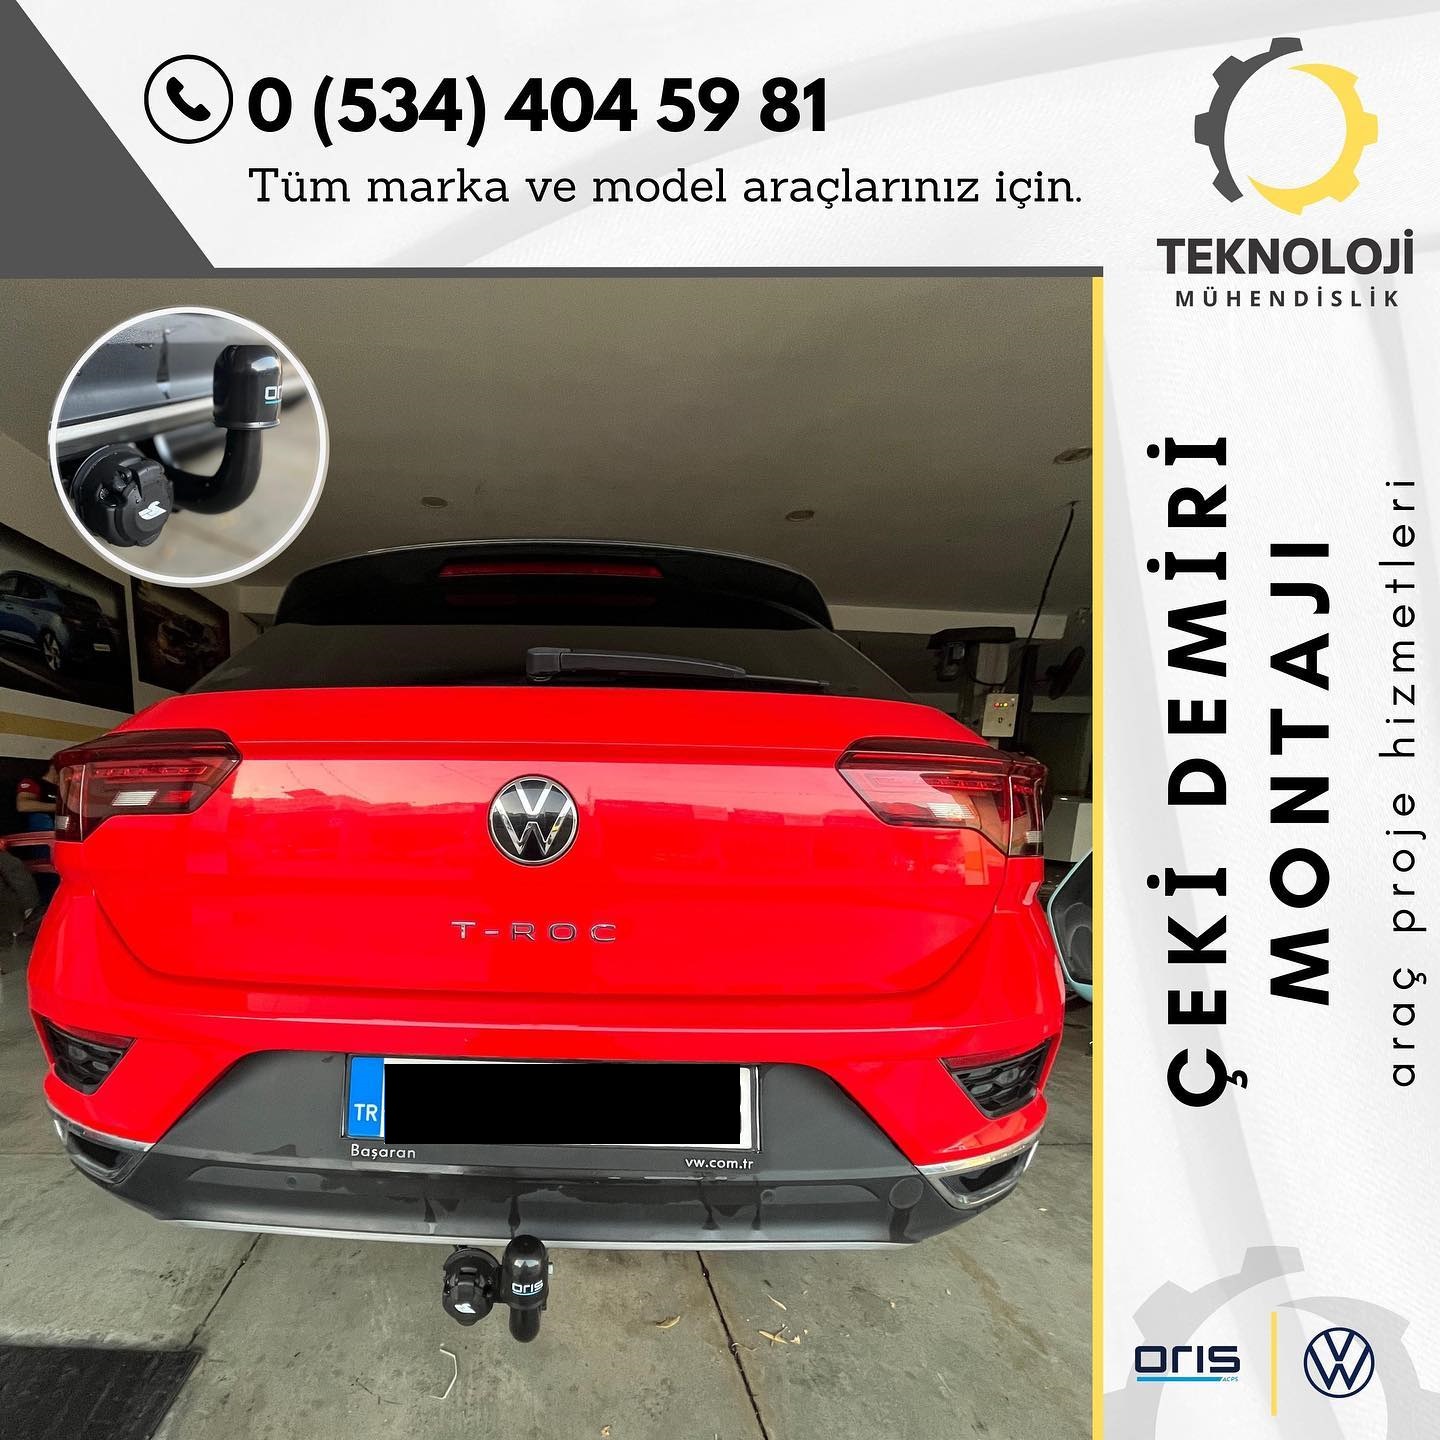 0 (534) 404 59 81
Tüm marka ve model araçlarınız için.
TEKNOLOJİ
MÜHENDİSLİK
ÇEKİ DEMİRİ
MONTAJI
araç proje hizmetleri
T-ROC
TR
Başaran
vw.com.tr
oris
oris
ACPS